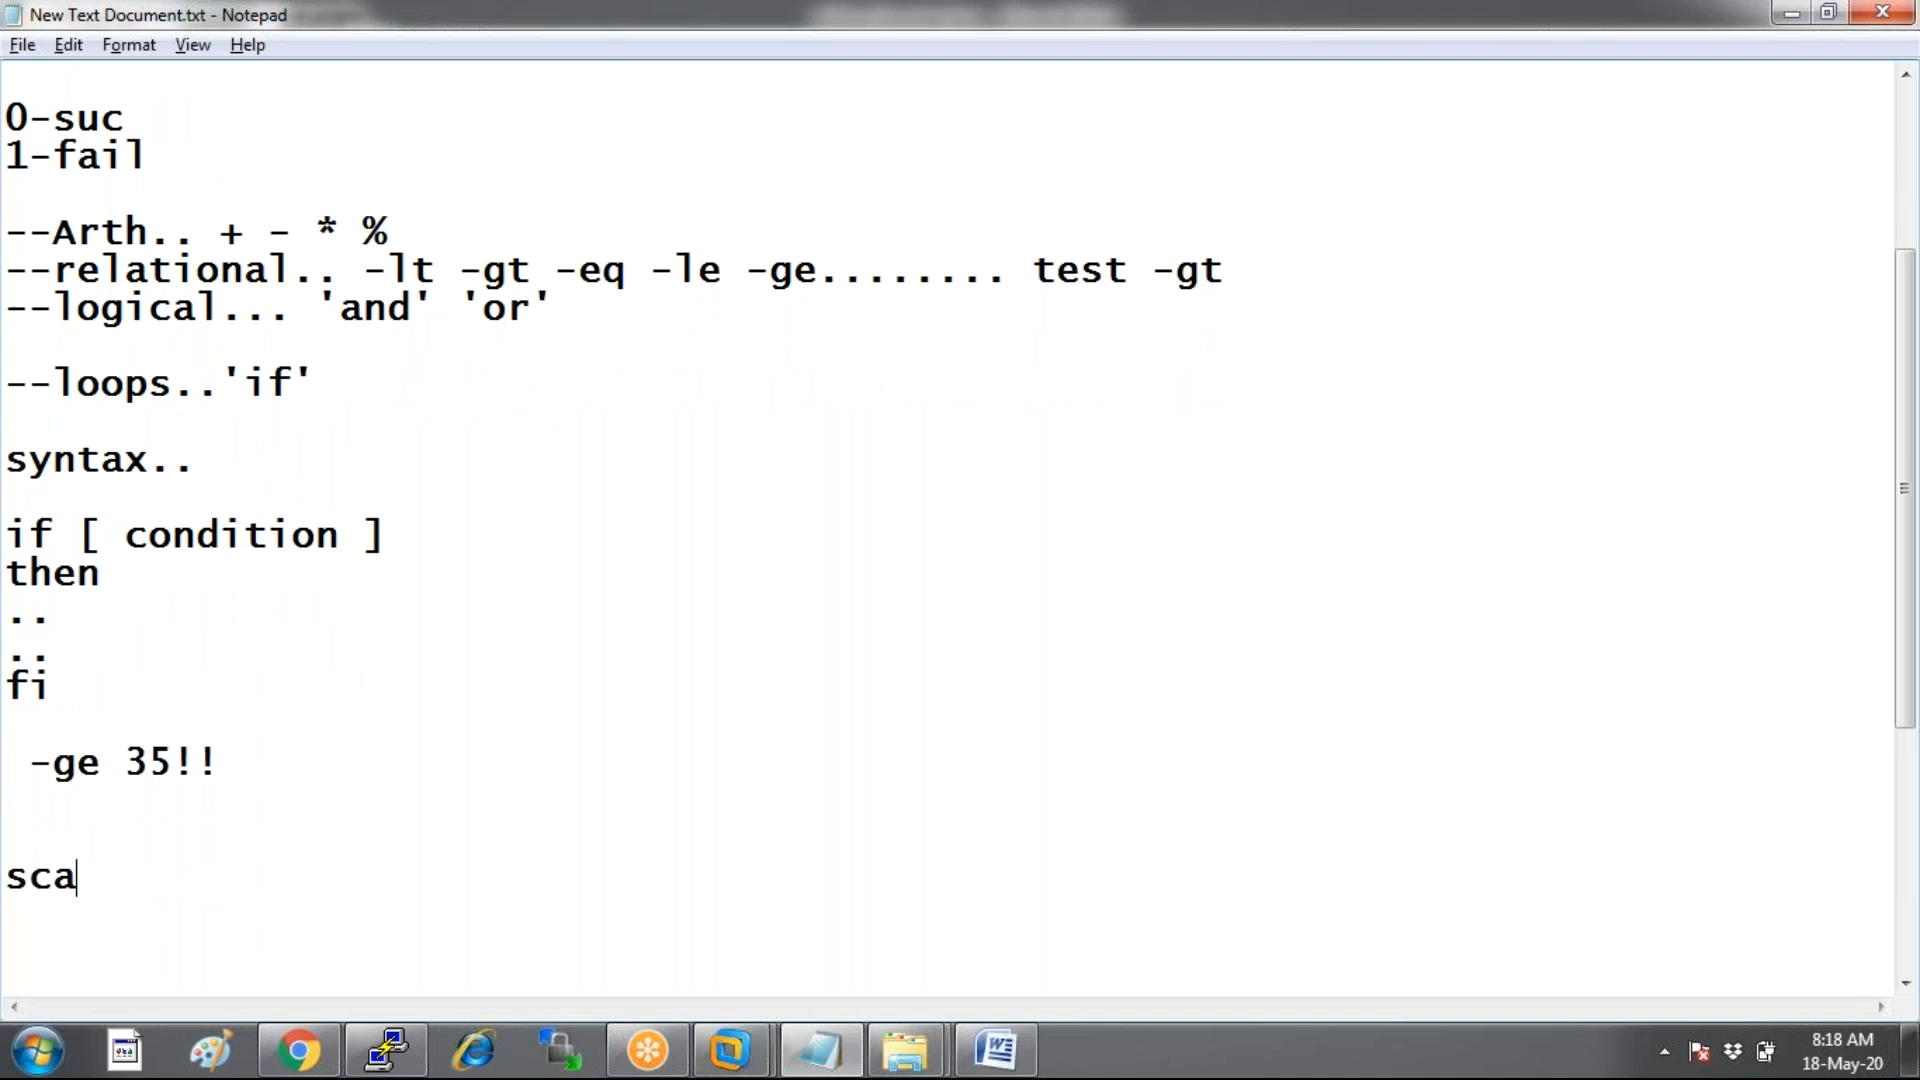 New Text Document.txt - Notepad
File Edit Format View Help
0-suc
1-fail
--Arth.. + - * %
--relational.. -lt -gt -eq -le -ge........ test -gt
--logical... 'and' 'or'
--loops..'if'
syntax..
if [ condition ]
then
..
..
fi
-ge 35!!
sca
8:18 AM
18-May-20